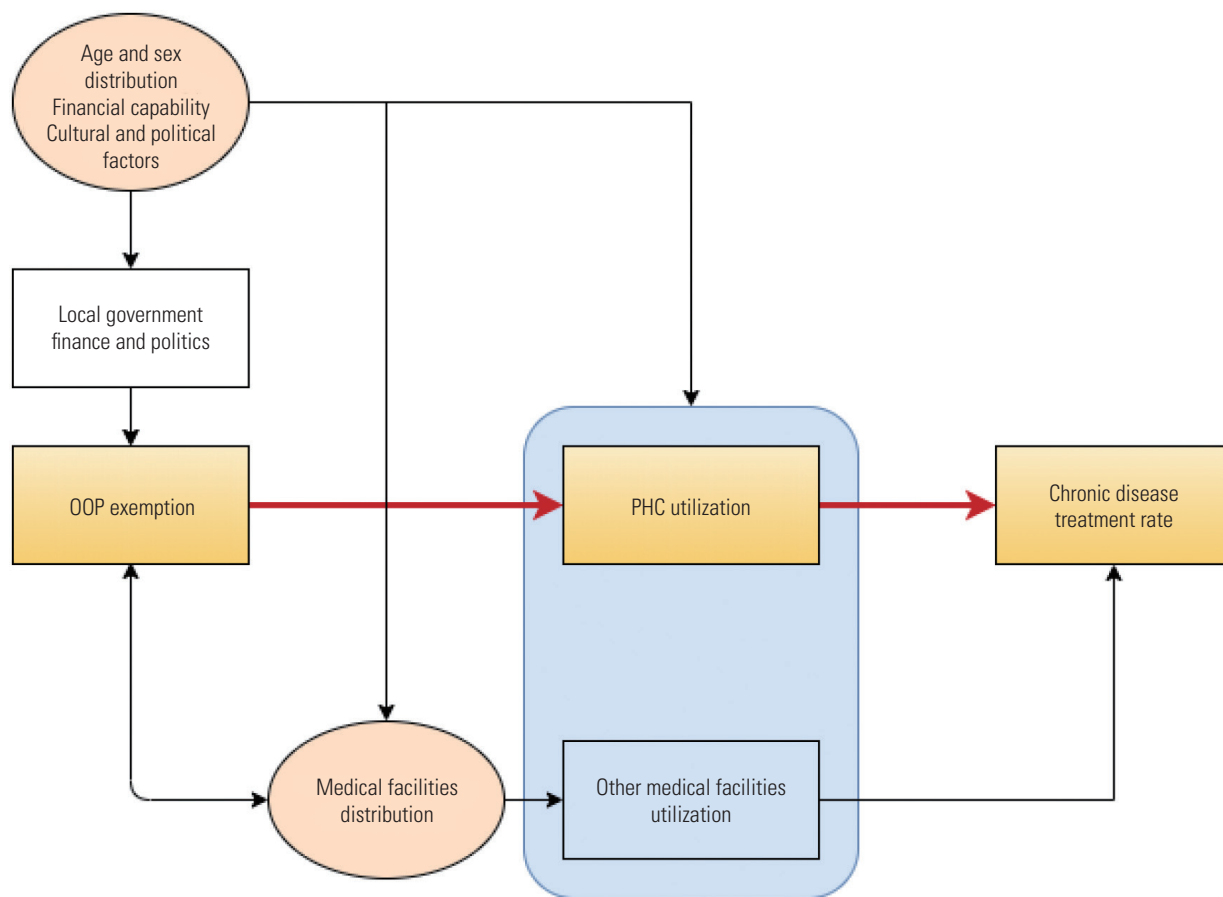 Age and sex
distribution
Financial capability
Cultural and political
factors
Local government
finance and politics
OOP exemption
PHC utilization
Chronic disease
treatment rate
Medical facilities
distribution
Other medical facilities
utilization